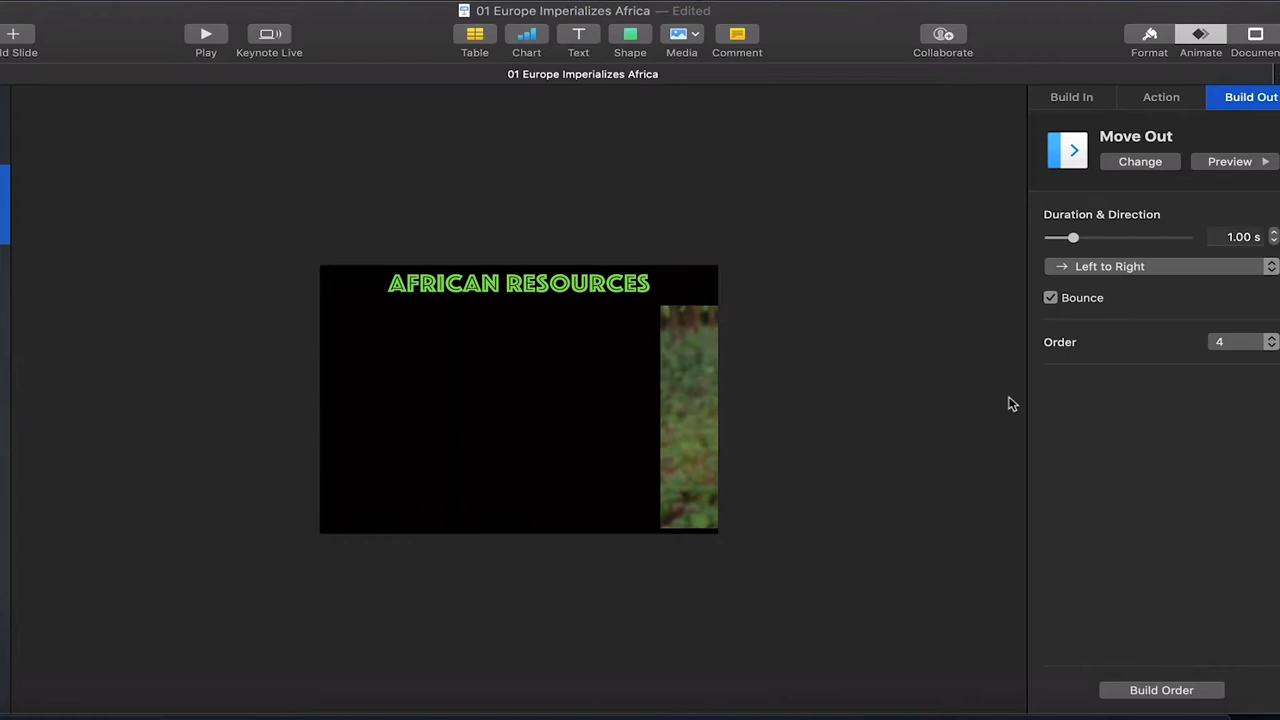 01 Europe Imperializes Africa — Edited
d Slide
Play
Keynote Live
Table
Chart
Text
Shape
Media
Comment
Collaborate
Format
Animate
Documen
01 Europe Imperializes Africa
Build In
Action
Build Out
Move Out
Change
Preview
Duration & Direction
1.00 s
Left to Right
Bounce
Order
4
AFRICAN RESOURCES
Build Order